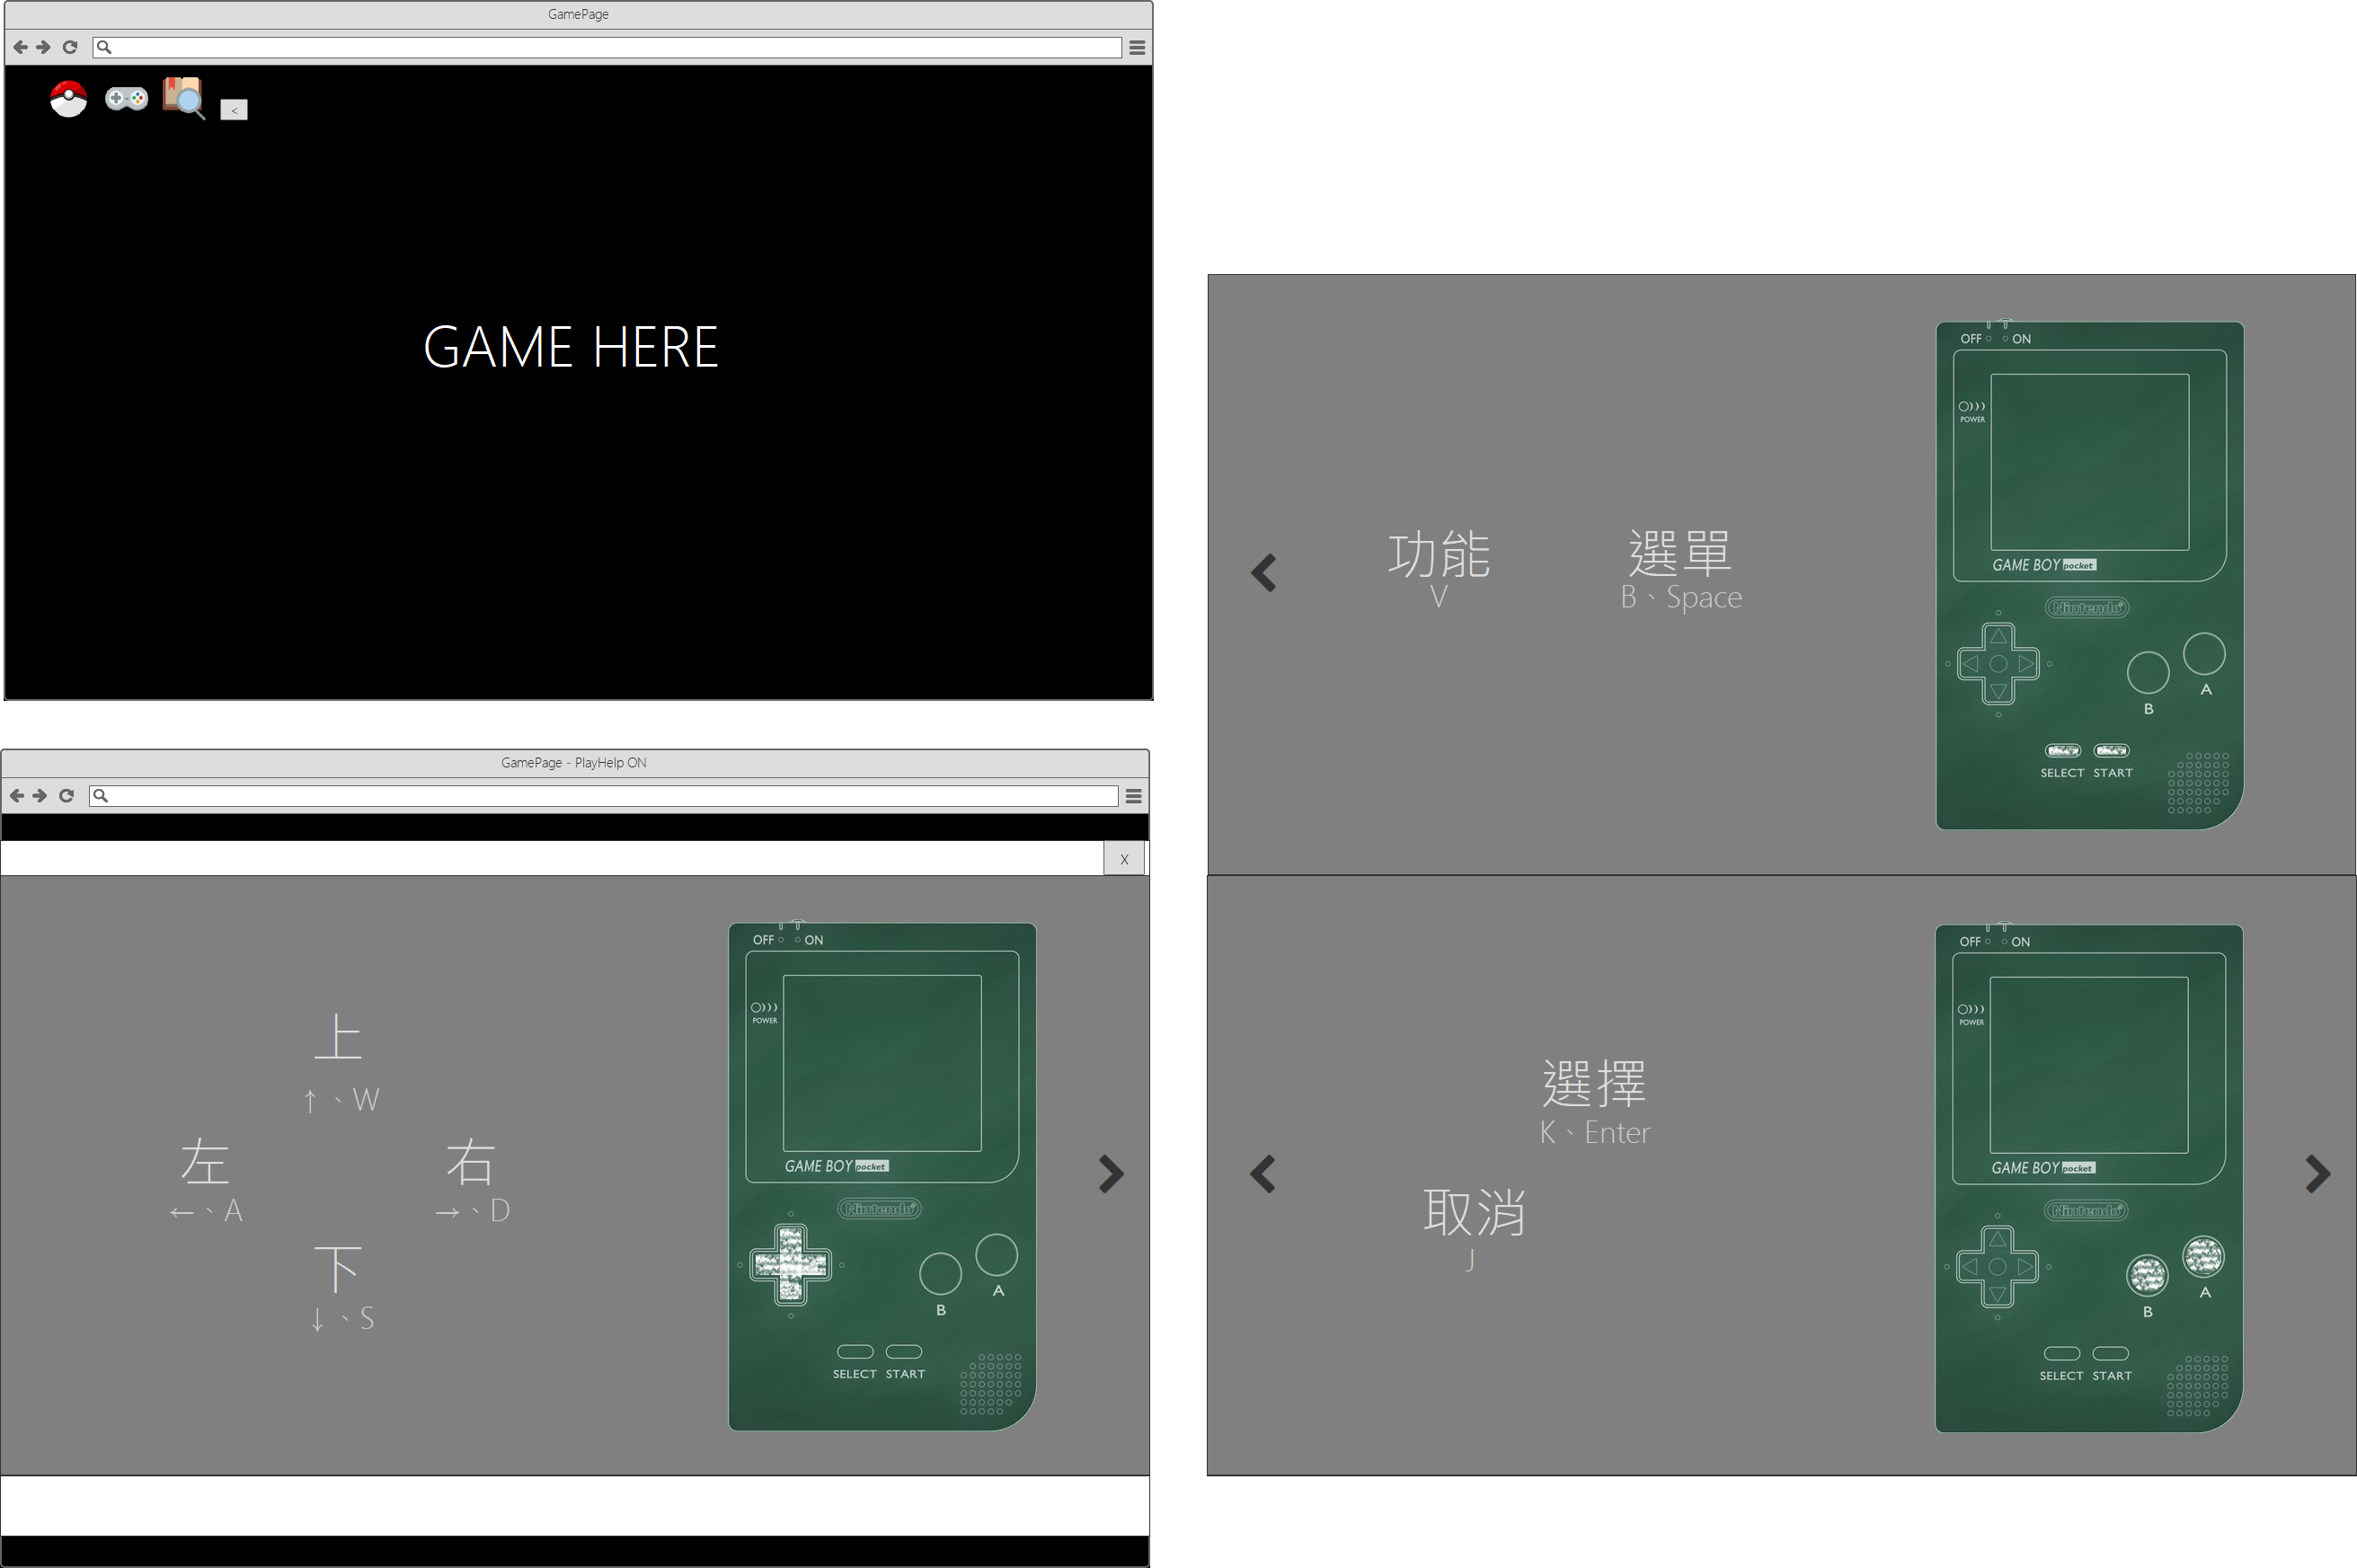 GamePage
<
GAME HERE
GamePage - PlayHelp ON
X
上
↑、W
左
←、A
右
→、D
下
↓、S
OFF ON
POWER
GAME BOY pocket
Nintendo
B
A
SELECT START
功能
V
選單
B、Space
OFF ON
POWER
GAME BOY pocket
Nintendo
B
A
SELECT START
選擇
K、Enter
取消
J
OFF ON
POWER
GAME BOY pocket
Nintendo
B
A
SELECT START